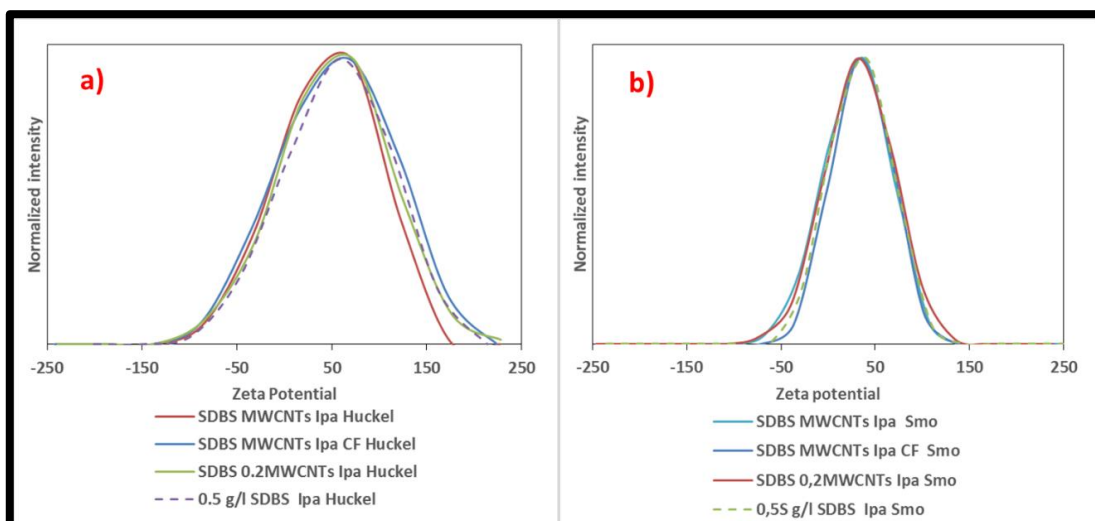 a)
Normalized intensity
-250 -150 -50 50 150 250
Zeta Potential
SDBS MWCNTs Ipa Huckel
SDBS MWCNTs Ipa CF Huckel
SDBS 0.2MWCNTs Ipa Huckel
0.5 g/l SDBS Ipa Huckel
b)
Normalized intensity
-250 -150 -50 50 150 250
Zeta potential
SDBS MWCNTs Ipa Smo
SDBS MWCNTs Ipa CF Smo
SDBS 0,2MWCNTs Ipa Smo
0,5S g/l SDBS Ipa Smo